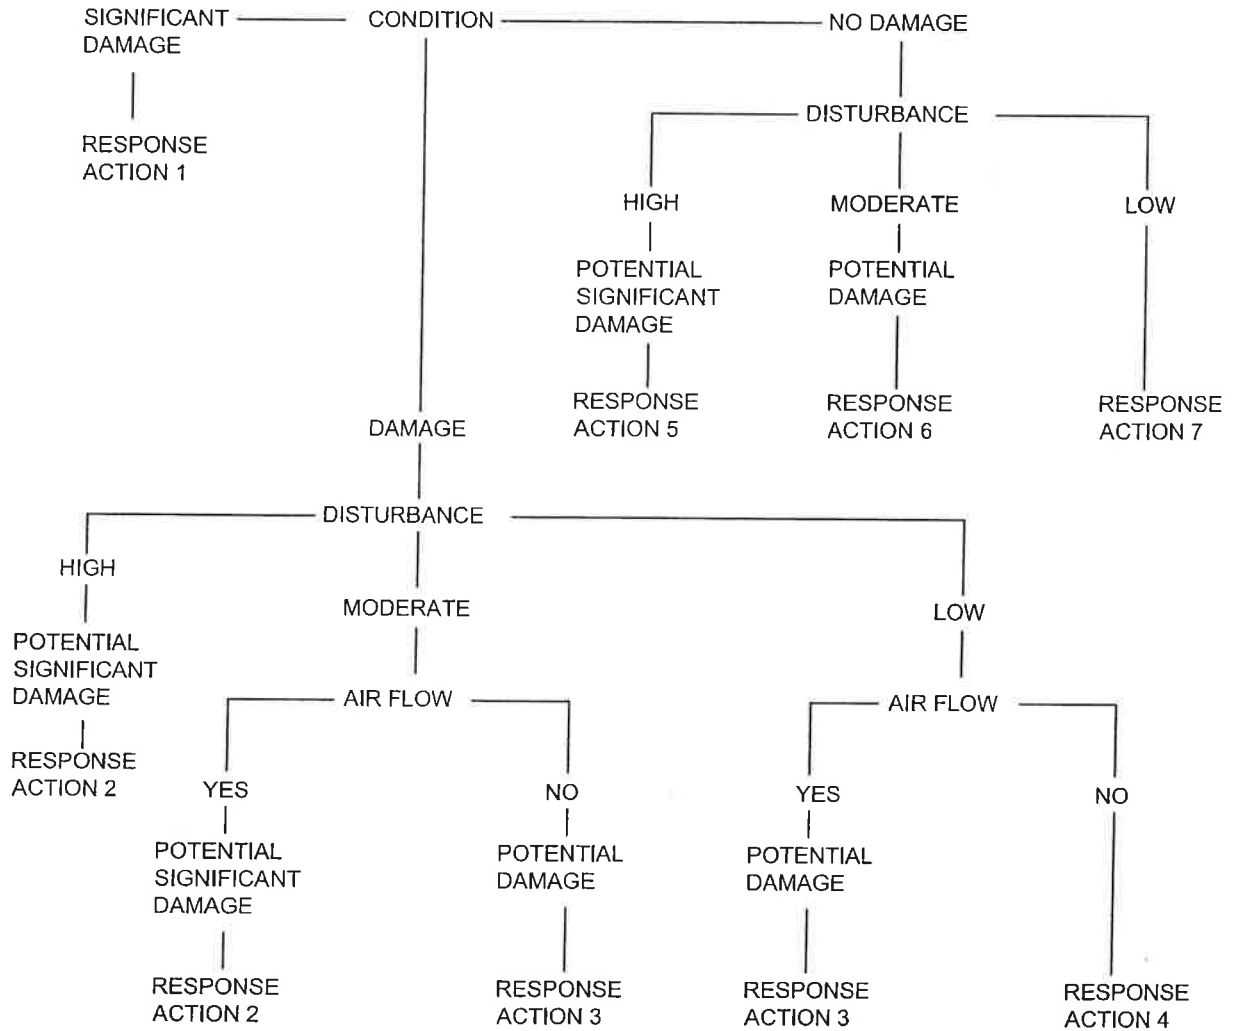 SIGNIFICANT
DAMAGE
CONDITION
NO DAMAGE
RESPONSE
ACTION 1
DISTURBANCE
HIGH
MODERATE
LOW
POTENTIAL
SIGNIFICANT
DAMAGE
POTENTIAL
DAMAGE
RESPONSE
ACTION 5
RESPONSE
ACTION 6
RESPONSE
ACTION 7
DAMAGE
DISTURBANCE
HIGH
MODERATE
LOW
POTENTIAL
SIGNIFICANT
DAMAGE
RESPONSE
ACTION 2
AIR FLOW
AIR FLOW
YES
NO
YES
NO
POTENTIAL
SIGNIFICANT
DAMAGE
POTENTIAL
DAMAGE
POTENTIAL
DAMAGE
RESPONSE
ACTION 2
RESPONSE
ACTION 3
RESPONSE
ACTION 3
RESPONSE
ACTION 4